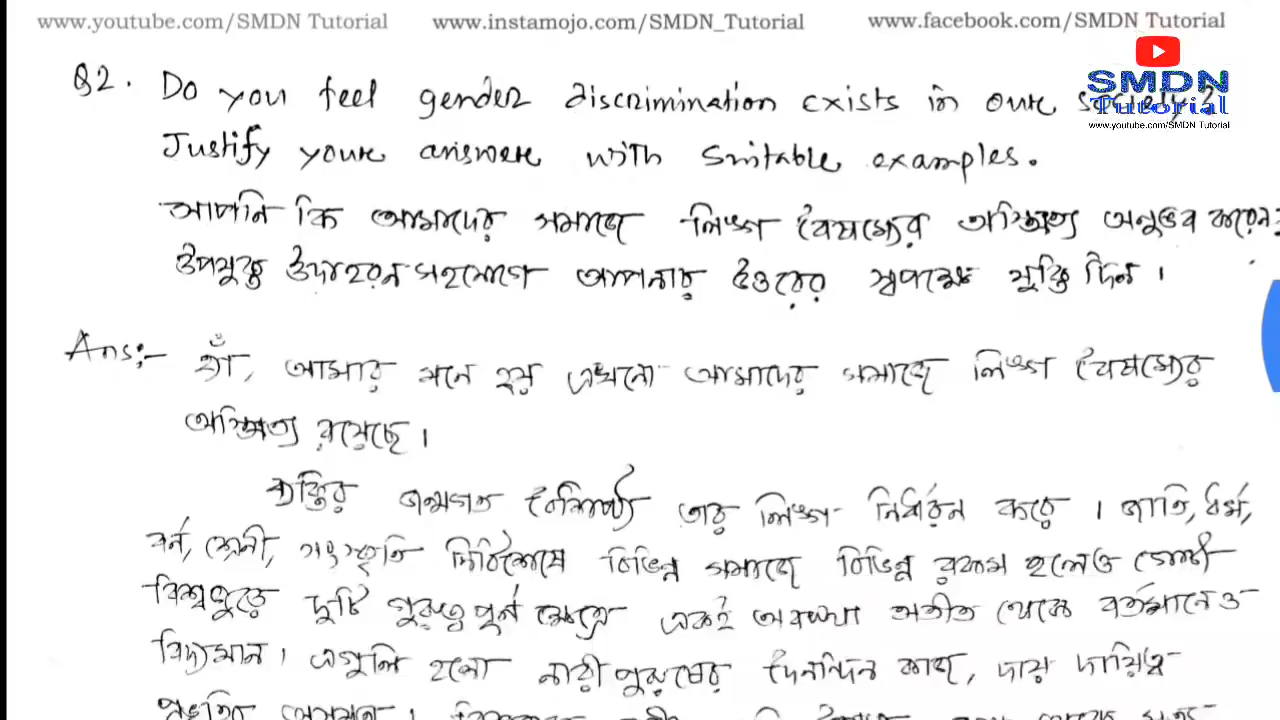 www.youtube.com/SMDN Tutorial www.instamojo.com/SMDN_Tutorial www.facebook.com/SMDN Tutorial
SMDN
Tutorial
www.youtube.com/SMDN Tutorial
Q2. Do you feel gender discrimination exists in our society?
Justify your answer with suitable examples.
আপনি কি আমাদের সমাজে লিঙ্গ বৈষম্যের অস্তিত্ব অনুভব করেন?
উপযুক্ত উদাহরন সহযোগে আপনার উত্তরের স্বপক্ষে যুক্তি দিন।
Ans:- হ্যাঁ, আমার মনে হয় এখনো আমাদের সমাজে লিঙ্গ বৈষম্যের
অস্তিত্ব রয়েছে।
ব্যক্তির জন্মগত বৈশিষ্ট্য তার লিঙ্গ নির্ধারন করে। জাতি, ধর্ম,
বর্ন, শ্রেনী, সংস্কৃতি নির্বিশেষে বিভিন্ন সমাজে বিভিন্ন রকম হলেও গোটা
বিশ্বজুড়ে দুটি গুরুত্বপূর্ন ক্ষেত্রে একই অবস্থা অতীত থেকে বর্তমানেও
বিদ্যমান। এগুলি হলো নারী পুরুষের দৈনন্দিন কাজ, দায় দায়িত্ব